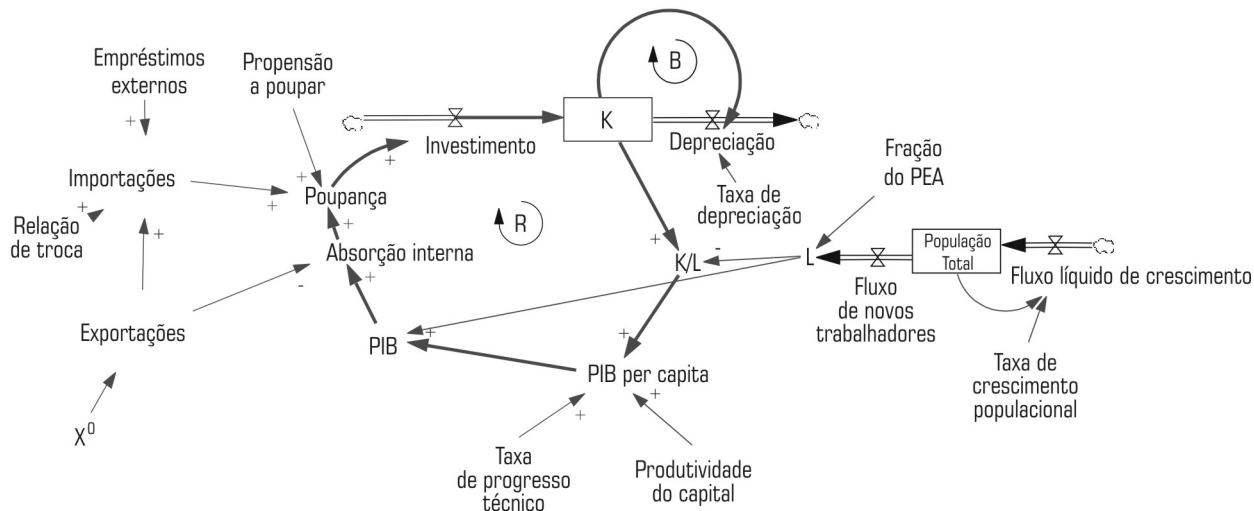 Empréstimos
externos
Propensão
a poupar
B
K
Investimento
Depreciação
Fração
do PEA
Importações
Poupança
Taxa de
depreciação
Relação
de troca
R
Absorção interna
K/L
L
População
Total
Fluxo líquido de crescimento
Fluxo
de novos
trabalhadores
Exportações
PIB
PIB per capita
Taxa de
crescimento
populacional
X⁰
Taxa
de progresso
técnico
Produtividade
do capital
+
+
+
+
+
+
+
+
+
-
-
+
+
+
+
+